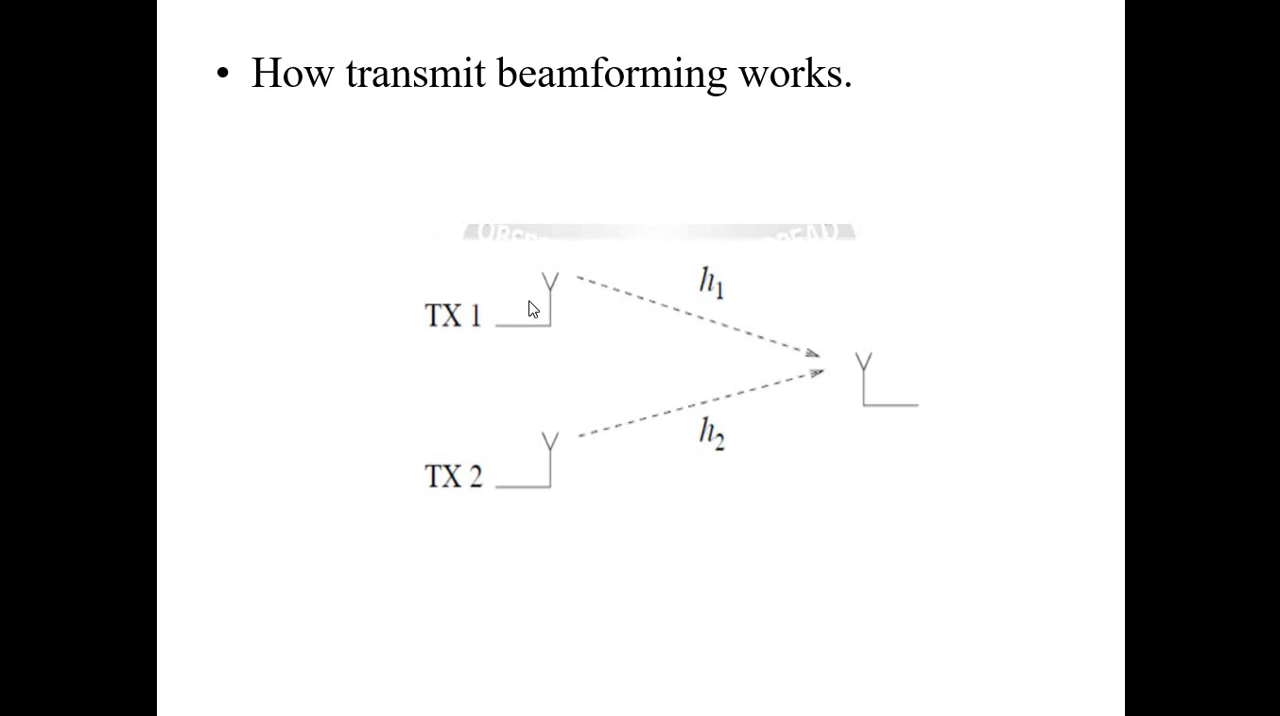 • How transmit beamforming works.
h₁
TX 1
h₂
TX 2